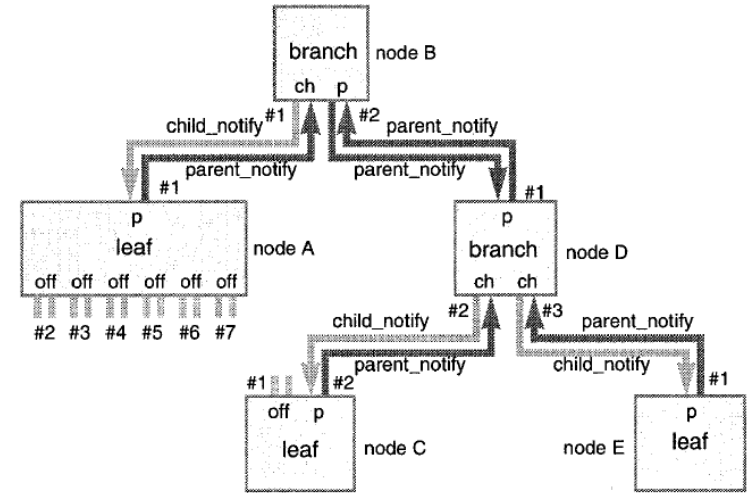 branch node B
ch p
#1 #2
child_notify parent_notify
parent_notify parent_notify
#1 #1
p p
leaf node A branch node D
off off off off off off ch ch
#2 #3 #4 #5 #6 #7 #2 #3
child_notify parent_notify
parent_notify child_notify
#1 #2 #1
off p p
leaf node C node E leaf